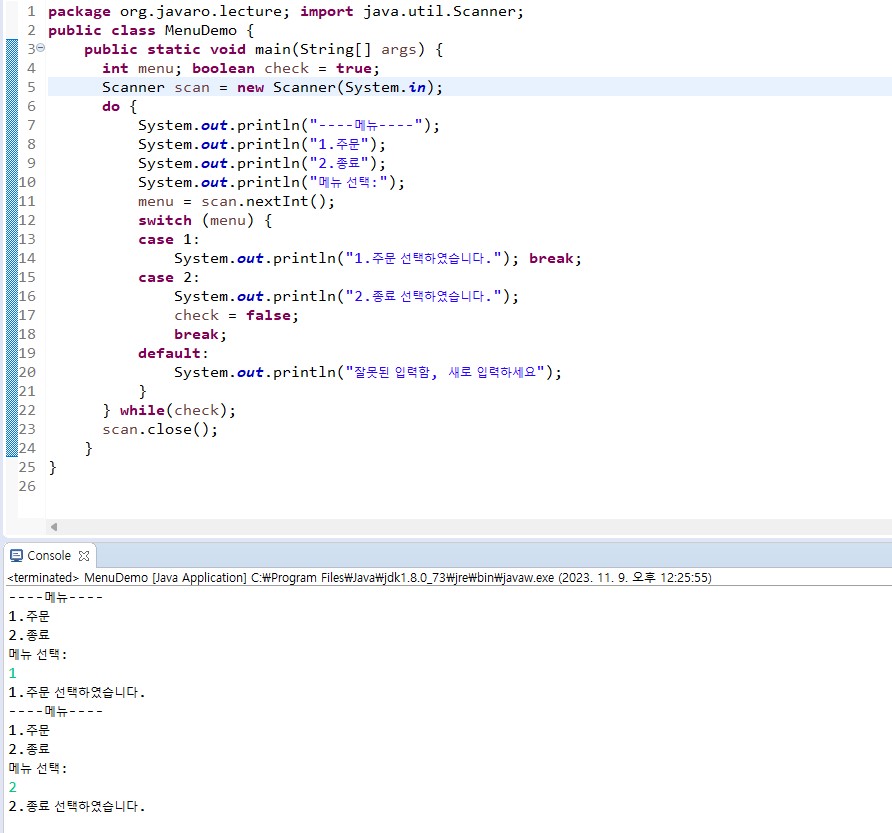 1 package org.javaro.lecture; import java.util.Scanner;
2 public class MenuDemo {
3 public static void main(String[] args) {
4 int menu; boolean check = true;
5 Scanner scan = new Scanner(System.in);
6 do {
7 System.out.println("----메뉴----");
8 System.out.println("1.주문");
9 System.out.println("2.종료");
10 System.out.println("메뉴 선택:");
11 menu = scan.nextInt();
12 switch (menu) {
13 case 1:
14 System.out.println("1.주문 선택하였습니다."); break;
15 case 2:
16 System.out.println("2.종료 선택하였습니다.");
17 check = false;
18 break;
19 default:
20 System.out.println("잘못된 입력함, 새로 입력하세요");
21 }
22 } while(check);
23 scan.close();
24 }
25 }
26
Console
<terminated> MenuDemo [Java Application] C:₩Program Files₩Java₩jdk1.8.0_73₩jre₩bin₩javaw.exe (2023. 11. 9. 오후 12:25:55)
----메뉴----
1.주문
2.종료
메뉴 선택:
1
1.주문 선택하였습니다.
----메뉴----
1.주문
2.종료
메뉴 선택:
2
2.종료 선택하였습니다.